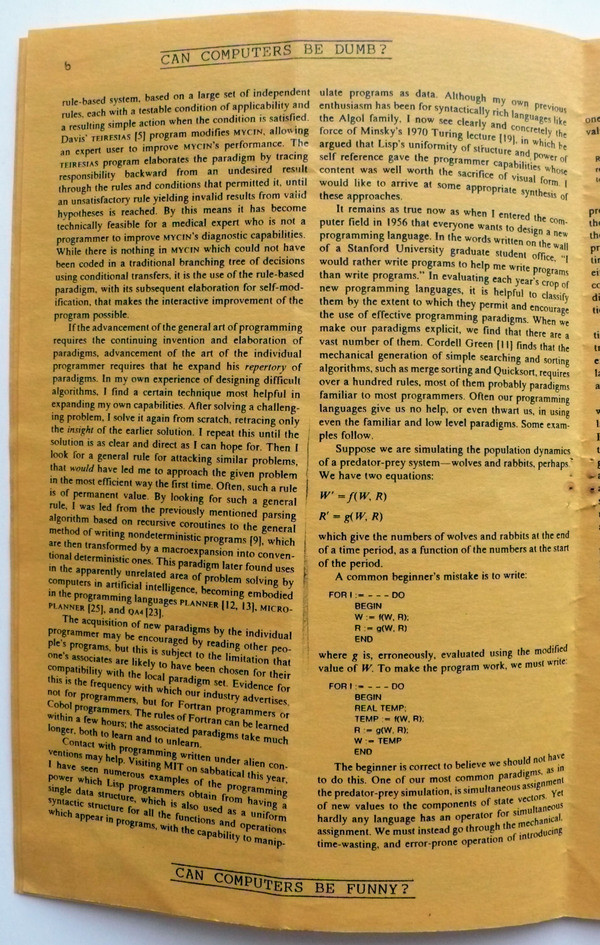 6
CAN COMPUTERS BE DUMB?
rule-based system, based on a large set of independent
rules, each with a testable condition of applicability and
a resulting simple action when the condition is satisfied.
Davis' TEIRESIAS [5] program modifies MYCIN, allowing
an expert user to improve MYCIN's performance. The
TEIRESIAS program elaborates the paradigm by tracing
responsibility backward from an undesired result
through the rules and conditions that permitted it, until
an unsatisfactory rule yielding invalid results from valid
hypotheses is reached. By this means it has become
technically feasible for a medical expert who is not a
programmer to improve MYCIN's diagnostic capabilities.
While there is nothing in MYCIN which could not have
been coded in a traditional branching tree of decisions
using conditional transfers, it is the use of the rule-based
paradigm, with its subsequent elaboration for self-mod-
ification, that makes the interactive improvement of the
program possible.
If the advancement of the general art of programming
requires the continuing invention and elaboration of
paradigms, advancement of the art of the individual
programmer requires that he expand his repertory of
paradigms. In my own experience of designing difficult
algorithms, I find a certain technique most helpful in
expanding my own capabilities. After solving a challeng-
ing problem, I solve it again from scratch, retracing only
the insight of the earlier solution. I repeat this until the
solution is as clear and direct as I can hope for. Then I
look for a general rule for attacking similar problems,
that would have led me to approach the given problem
in the most efficient way the first time. Often, such a rule
is of permanent value. By looking for such a general
rule, I was led from the previously mentioned parsing
algorithm based on recursive coroutines to the general
method of writing nondeterministic programs [9], which
are then transformed by a macroexpansion into conven-
tional deterministic ones. This paradigm later found uses
in the apparently unrelated area of problem solving by
computers in artificial intelligence, becoming embodied
in the programming languages PLANNER [12, 13], MICRO-
PLANNER [25], and QA4 [23].
The acquisition of new paradigms by the individual
programmer may be encouraged by reading other peo-
ple's programs, but this is subject to the limitation that
one's associates are likely to have been chosen for their
compatibility with the local paradigm set. Evidence for
this is the frequency with which our industry advertises,
not for programmers, but for Fortran programmers or
Cobol programmers. The rules of Fortran can be learned
within a few hours; the associated paradigms take much
longer, both to learn and to unlearn.
Contact with programming written under alien con-
ventions may help. Visiting MIT on sabbatical this year,
I have seen numerous examples of the programming
power which Lisp programmers obtain from having a
single data structure, which is also used as a uniform
syntactic structure for all the functions and operations
which appear in programs, with the capability to manip-
ulate programs as data. Although my own previous
enthusiasm has been for syntactically rich languages like
the Algol family, I now see clearly and concretely the
force of Minsky's 1970 Turing lecture [19], in which he
argued that Lisp's uniformity of structure and power of
self reference gave the programmer capabilities whose
content was well worth the sacrifice of visual form. I
would like to arrive at some appropriate synthesis of
these approaches.
It remains as true now as when I entered the com-
puter field in 1956 that everyone wants to design a new
programming language. In the words written on the wall
of a Stanford University graduate student office, "I
would rather write programs to help me write programs
than write programs." In evaluating each year's crop of
new programming languages, it is helpful to classify
them by the extent to which they permit and encourage
the use of effective programming paradigms. When we
make our paradigms explicit, we find that there are a
vast number of them. Cordell Green [11] finds that the
mechanical generation of simple searching and sorting
algorithms, such as merge sorting and Quicksort, requires
over a hundred rules, most of them probably paradigms
familiar to most programmers. Often our programming
languages give us no help, or even thwart us, in using
even the familiar and low level paradigms. Some exam-
ples follow.
Suppose we are simulating the population dynamics
of a predator-prey system—wolves and rabbits, perhaps.
We have two equations:
W' = f(W, R)
R' = g(W, R)
which give the numbers of wolves and rabbits at the end
of a time period, as a function of the numbers at the start
of the period.
A common beginner's mistake is to write:
FOR I := - - - DO
BEGIN
W := f(W, R);
R := g(W, R)
END
where g is, erroneously, evaluated using the modified
value of W. To make the program work, we must write:
FOR I := - - - DO
BEGIN
REAL TEMP;
TEMP := f(W, R);
R := g(W, R);
W := TEMP
END
The beginner is correct to believe we should not have
to do this. One of our most common paradigms, as in
the predator-prey simulation, is simultaneous assignment
of new values to the components of state vectors. Yet
hardly any language has an operator for simultaneous
assignment. We must instead go through the mechanical,
time-wasting, and error-prone operation of introducing
CAN COMPUTERS BE FUNNY?